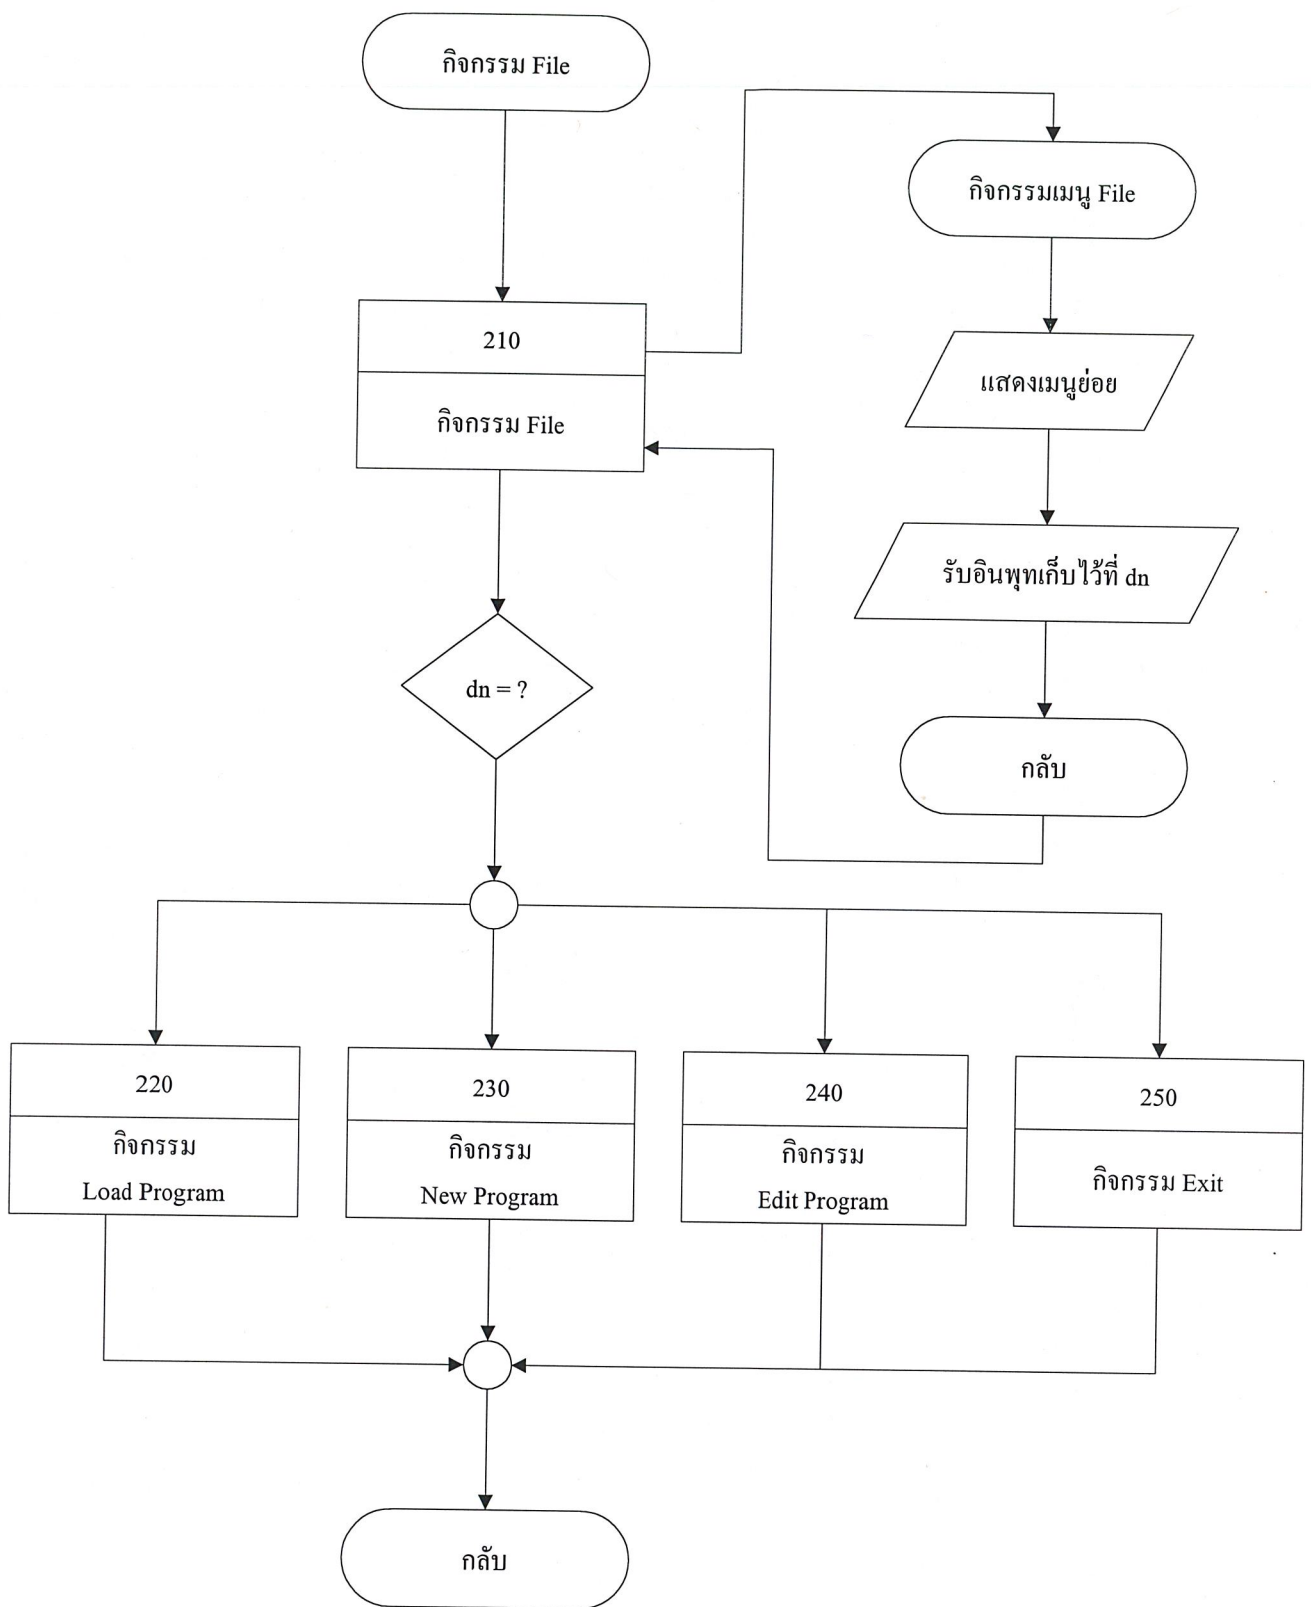 กิจกรรม File
กิจกรรมเมนู File
210
กิจกรรม File
แสดงเมนูย่อย
รับอินพุทเก็บไว้ที่ dn
dn = ?
กลับ
220
กิจกรรม
Load Program
230
กิจกรรม
New Program
240
กิจกรรม
Edit Program
250
กิจกรรม Exit
กลับ